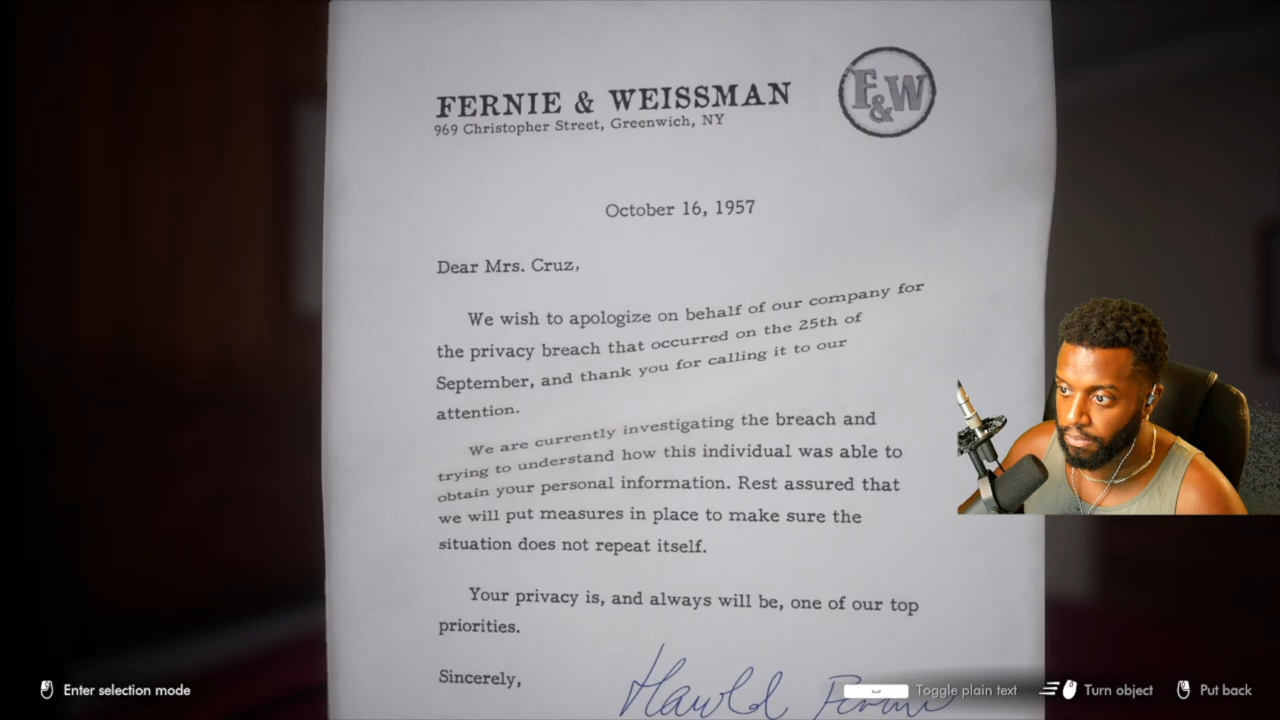 FERNIE & WEISSMAN
969 Christopher Street, Greenwich, NY
F&W
October 16, 1957
Dear Mrs. Cruz,
We wish to apologize on behalf of our company for
the privacy breach that occurred on the 25th of
September, and thank you for calling it to our
attention.
We are currently investigating the breach and
trying to understand how this individual was able to
obtain your personal information. Rest assured that
we will put measures in place to make sure the
situation does not repeat itself.
Your privacy is, and always will be, one of our top
priorities.
Sincerely,
Harold Fernie
Enter selection mode
Toggle plain text
Turn object
Put back